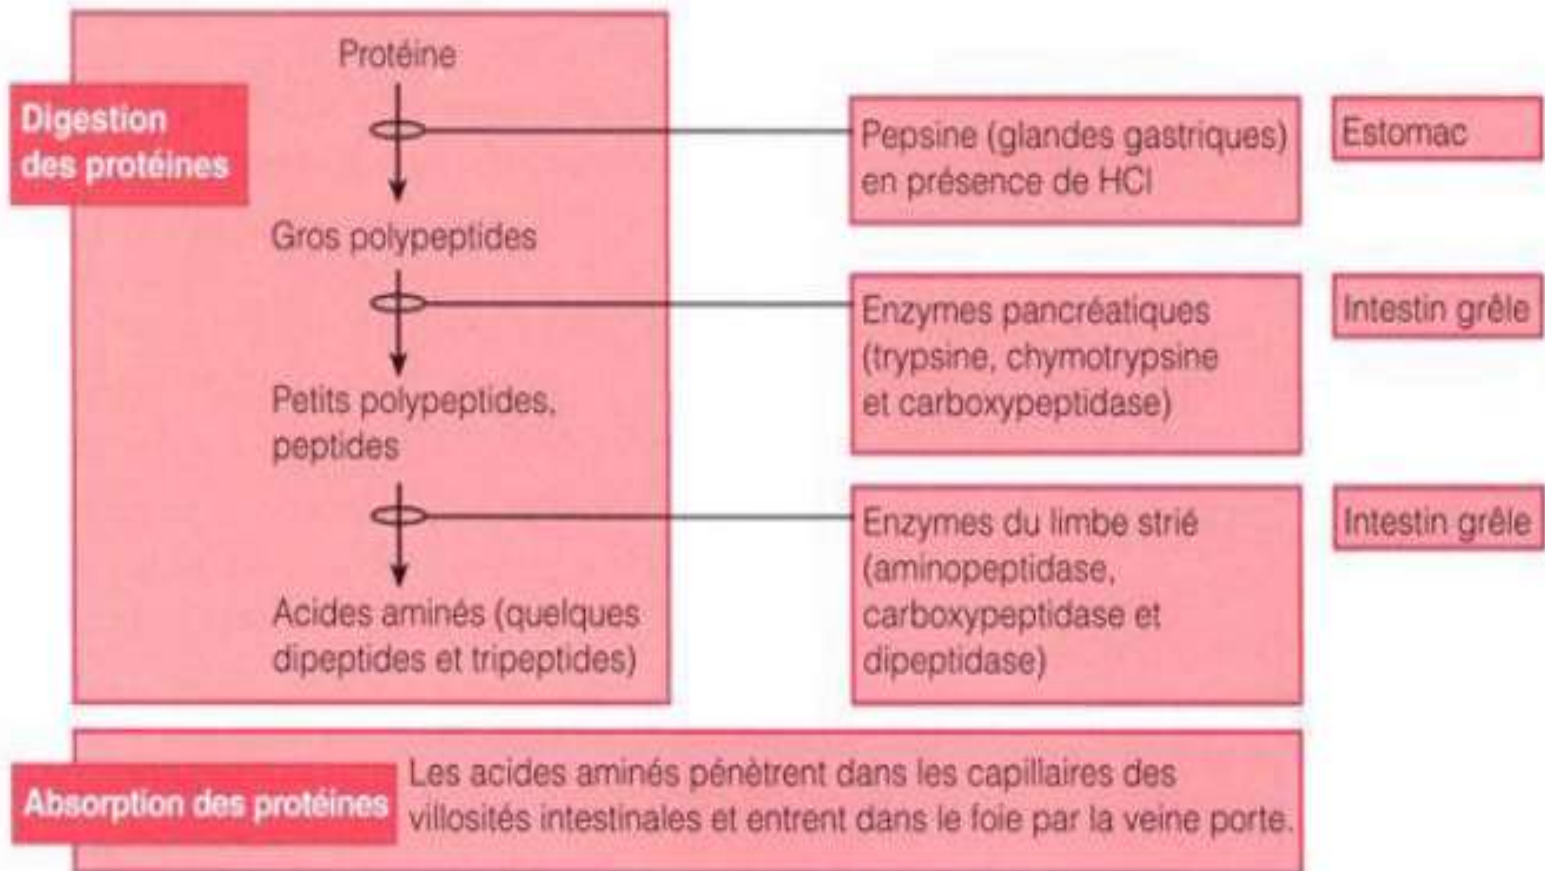 Protéine
Digestion
des protéines
Pepsine (glandes gastriques)
en présence de HCl
Estomac
Gros polypeptides
Enzymes pancréatiques
(trypsine, chymotrypsine
et carboxypeptidase)
Intestin grêle
Petits polypeptides,
peptides
Enzymes du limbe strié
(aminopeptidase,
carboxypeptidase et
dipeptidase)
Intestin grêle
Acides aminés (quelques
dipeptides et tripeptides)
Absorption des protéines
Les acides aminés pénètrent dans les capillaires des
villosités intestinales et entrent dans le foie par la veine porte.